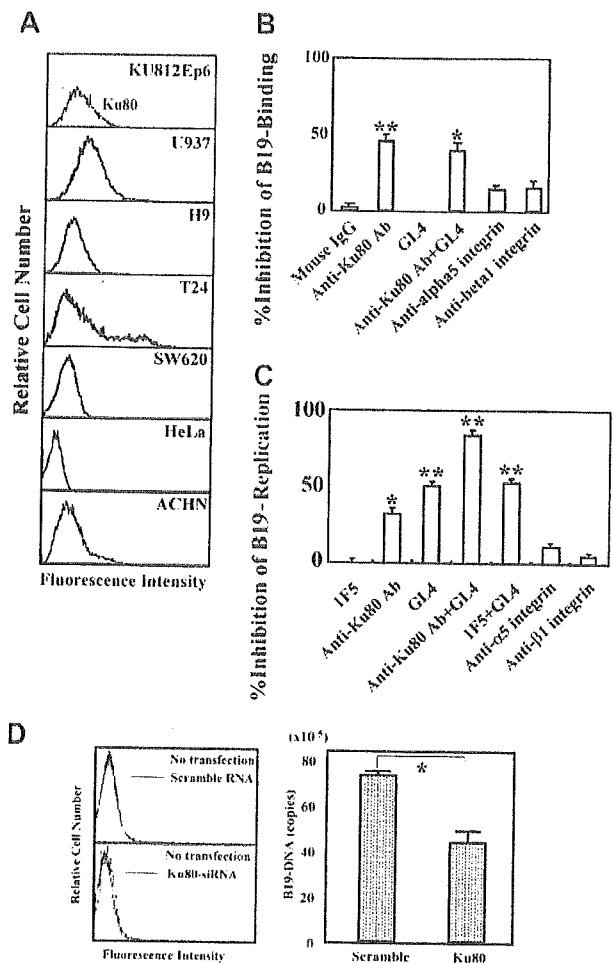 A
KU812Ep6
Ku80
U937
H9
T24
SW620
HeLa
ACHN
Relative Cell Number
Fluorescence Intensity
B
100
50
0
%Inhibition of B19-Binding
**
*
Mouse IgG
Anti-Ku80 Ab
GL4
Anti-Ku80 Ab+GL4
Anti-alpha5 integrin
Anti-beta1 integrin
C
100
50
0
%Inhibition of B19-Replication
*
**
**
**
1F5
Anti-Ku80 Ab
GL4
Anti-Ku80 Ab+GL4
1F5+GL4
Anti-α5 integrin
Anti-β1 integrin
D
No transfection
Scramble RNA
No transfection
Ku80-siRNA
Relative Cell Number
Fluorescence Intensity
(x10⁵)
80
60
40
20
0
B19-DNA (copies)
*
Scramble
Ku80